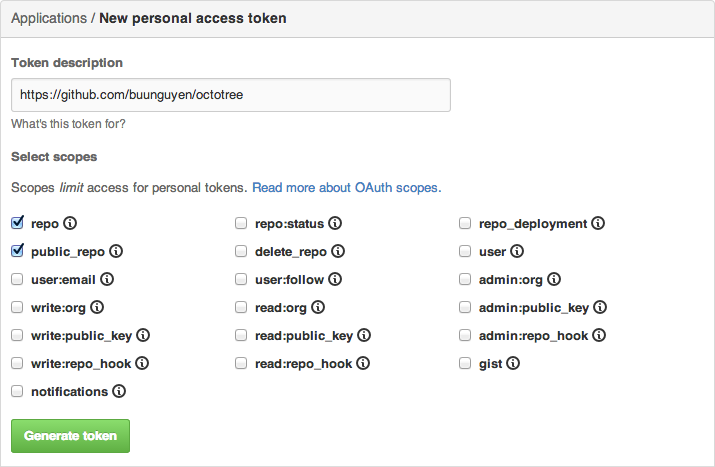 Applications / New personal access token
Token description
https://github.com/buunguyen/octotree
What's this token for?
Select scopes
Scopes limit access for personal tokens. Read more about OAuth scopes.
repo repo:status repo_deployment
public_repo delete_repo user
user:email user:follow admin:org
write:org read:org admin:public_key
write:public_key read:public_key admin:repo_hook
write:repo_hook read:repo_hook gist
notifications
Generate token